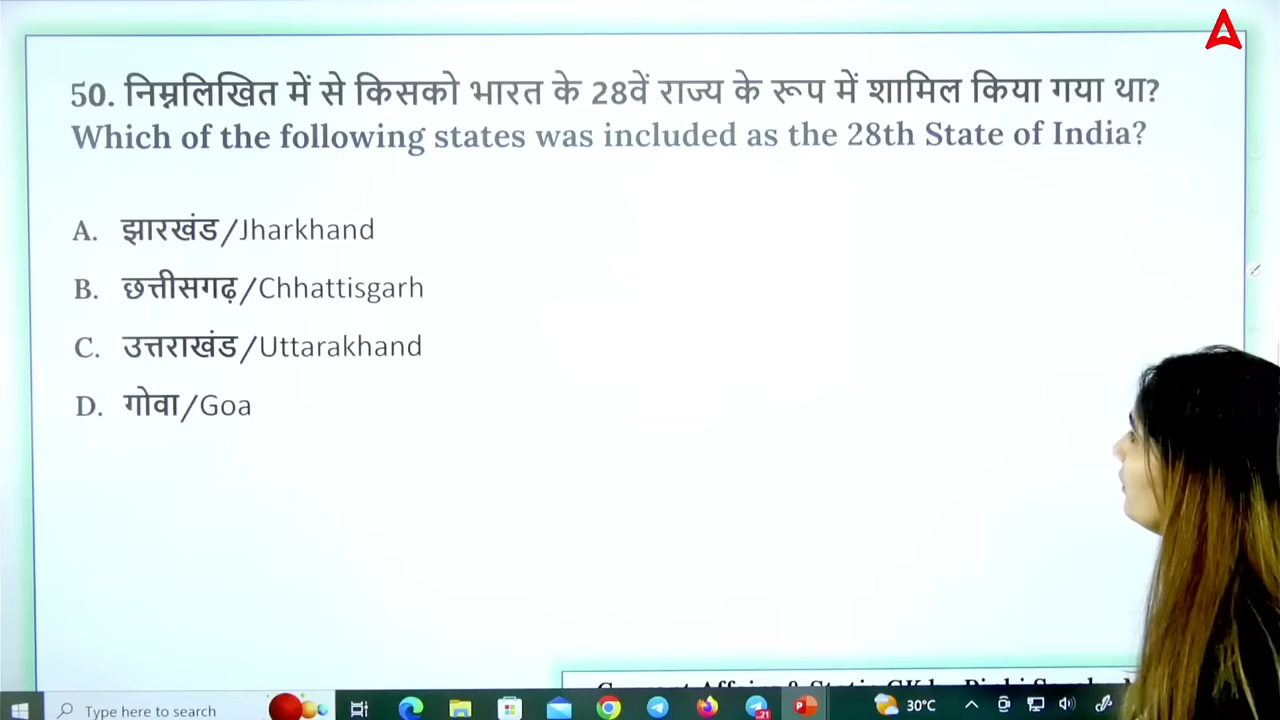 50. निम्नलिखित में से किसको भारत के 28वें राज्य के रूप में शामिल किया गया था?
Which of the following states was included as the 28th State of India?
A. झारखंड/Jharkhand
B. छत्तीसगढ़/Chhattisgarh
C. उत्तराखंड/Uttarakhand
D. गोवा/Goa
Type here to search
21
30°C